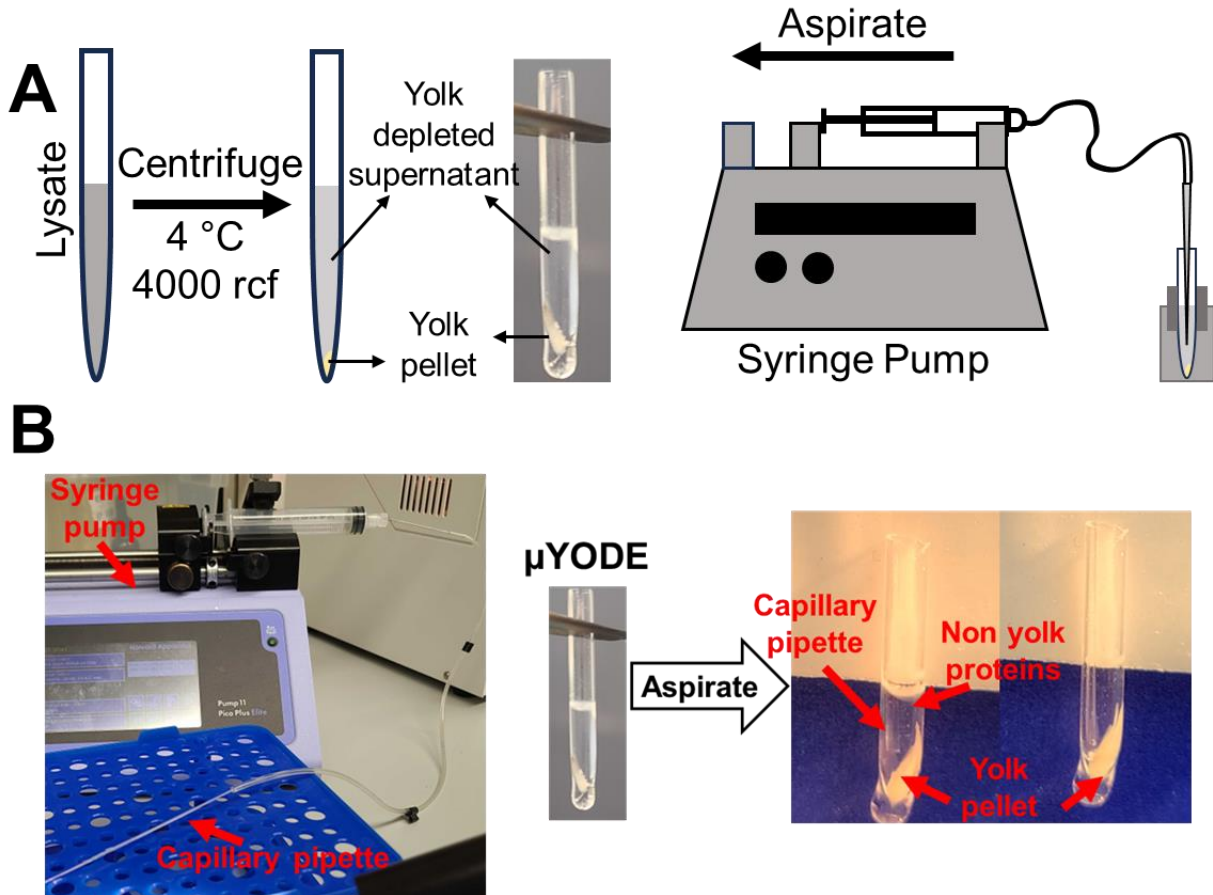 A
Lysate
Centrifuge
4 °C
4000 rcf
Yolk
depleted
supernatant
Yolk
pellet
Aspirate
Syringe Pump
B
Syringe
pump
Pump 11
Pico Plus Elite
Capillary pipette
µYODE
Aspirate
Capillary
pipette
Non yolk
proteins
Yolk
pellet